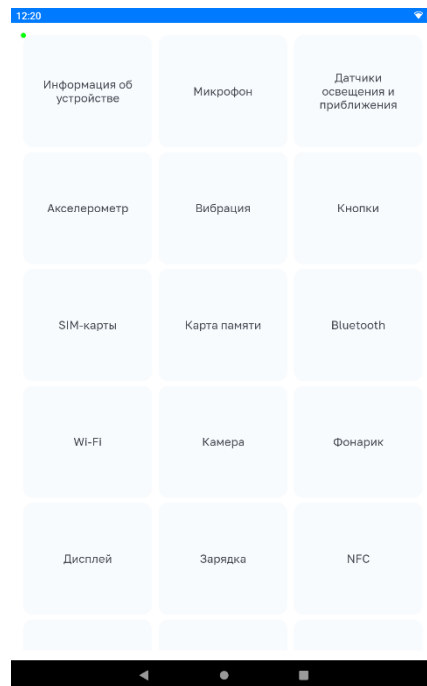 12:20
Информация об
устройстве
Микрофон
Датчики
освещения и
приближения
Акселерометр
Вибрация
Кнопки
SIM-карты
Карта памяти
Bluetooth
Wi-Fi
Камера
Фонарик
Дисплей
Зарядка
NFC